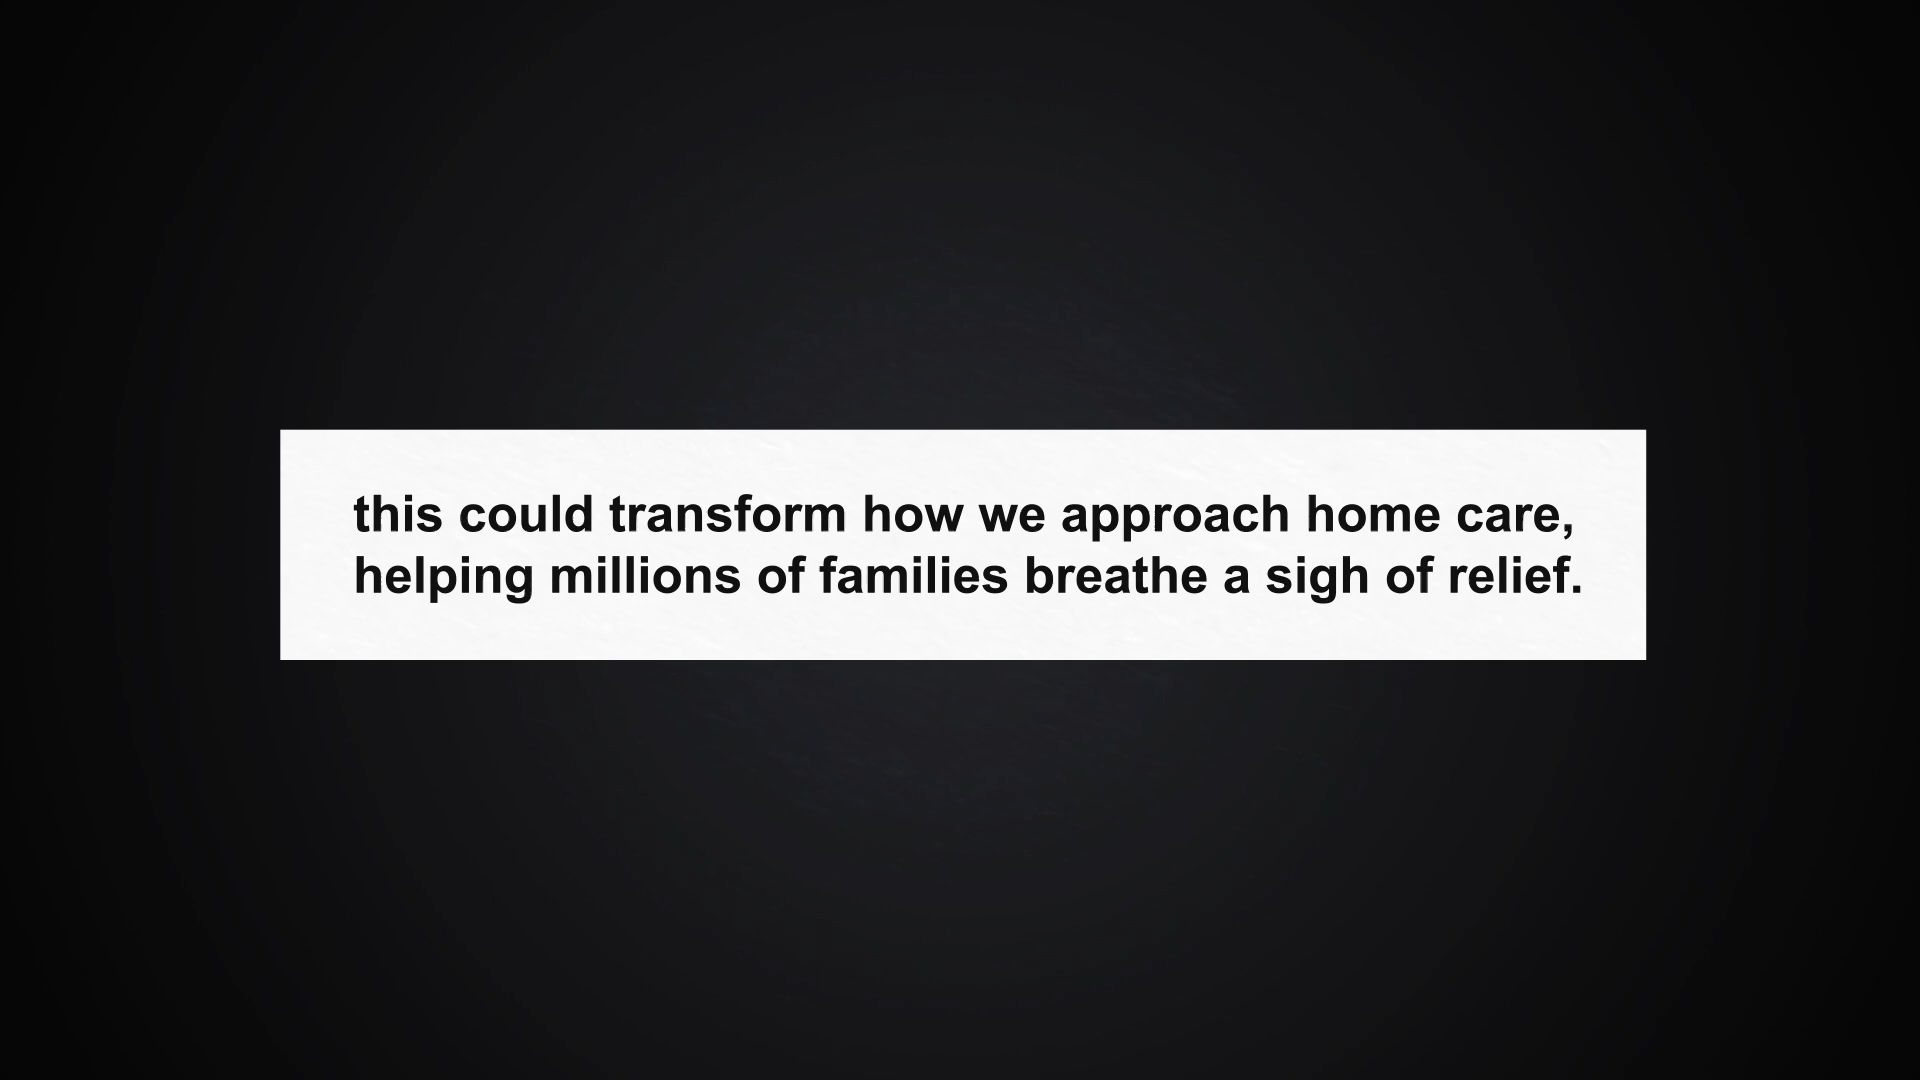 this could transform how we approach home care,
helping millions of families breathe a sigh of relief.